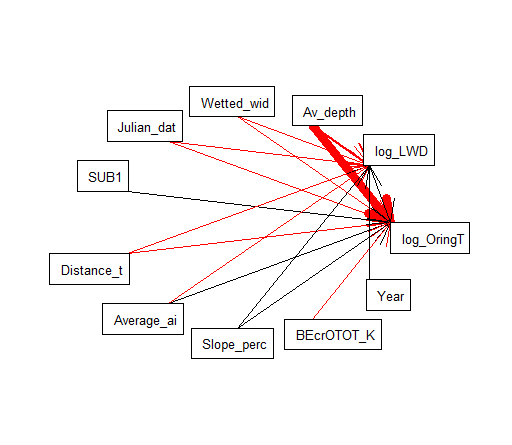 Wetted_wid
Av_depth
Julian_dat
log_LWD
SUB1
log_OringT
Distance_t
Year
Average_ai
BEcrOTOT_K
Slope_perc